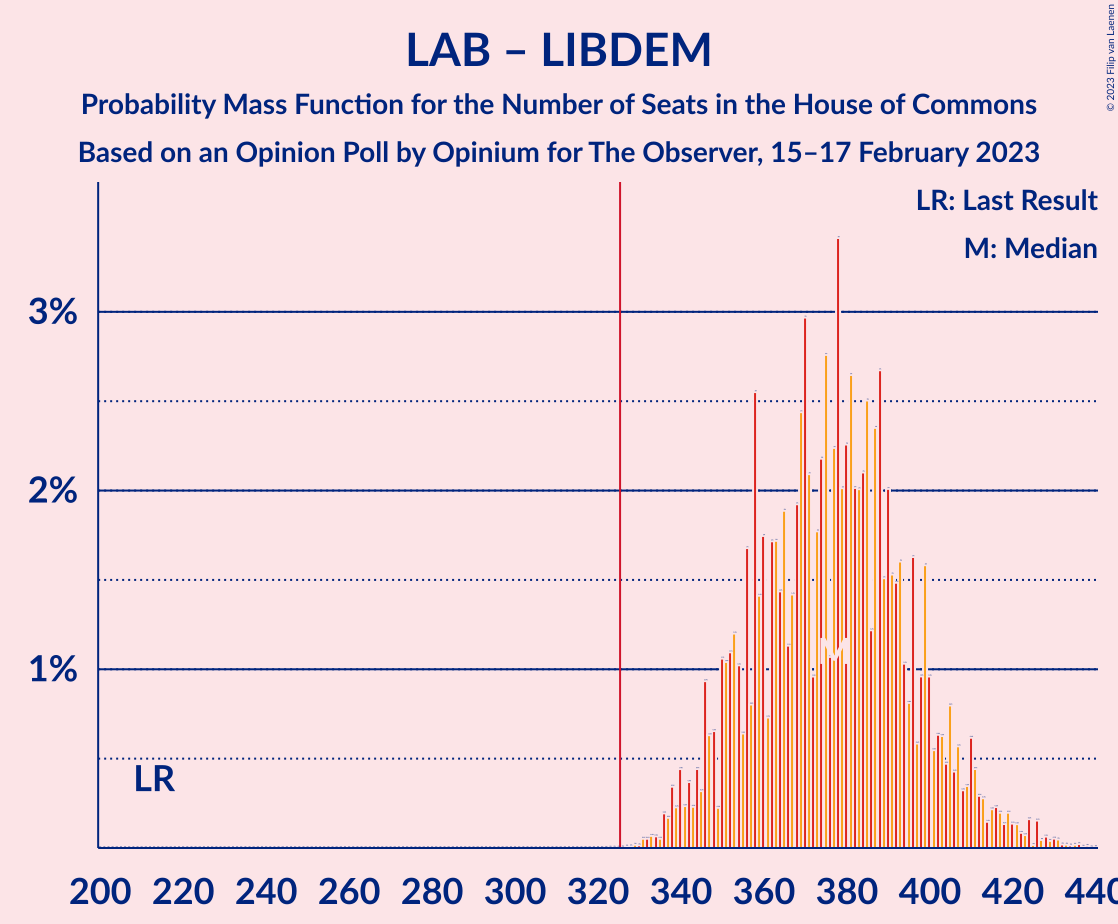 © 2023 Filip van Laenen
LAB – LIBDEM
Probability Mass Function for the Number of Seats in the House of Commons
Based on an Opinion Poll by Opinium for The Observer, 15–17 February 2023
LR: Last Result
M: Median
3%
2%
1%
LR
M
200 220 240 260 280 300 320 340 360 380 400 420 440